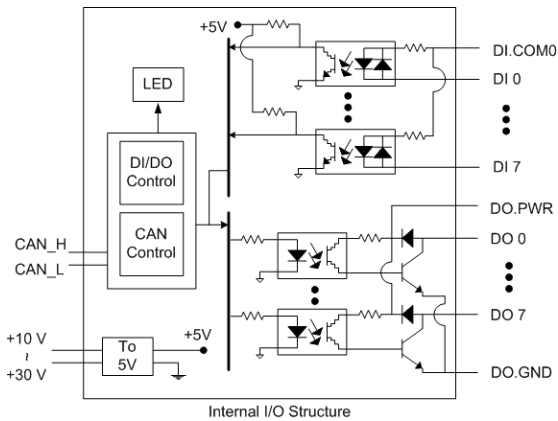 +5V
DI.COM0
DI 0
LED
DI/DO
Control
DI 7
DO.PWR
CAN
Control
DO 0
CAN_H
CAN_L
DO 7
+5V
+10 V
~
+30 V
To
5V
DO.GND
Internal I/O Structure